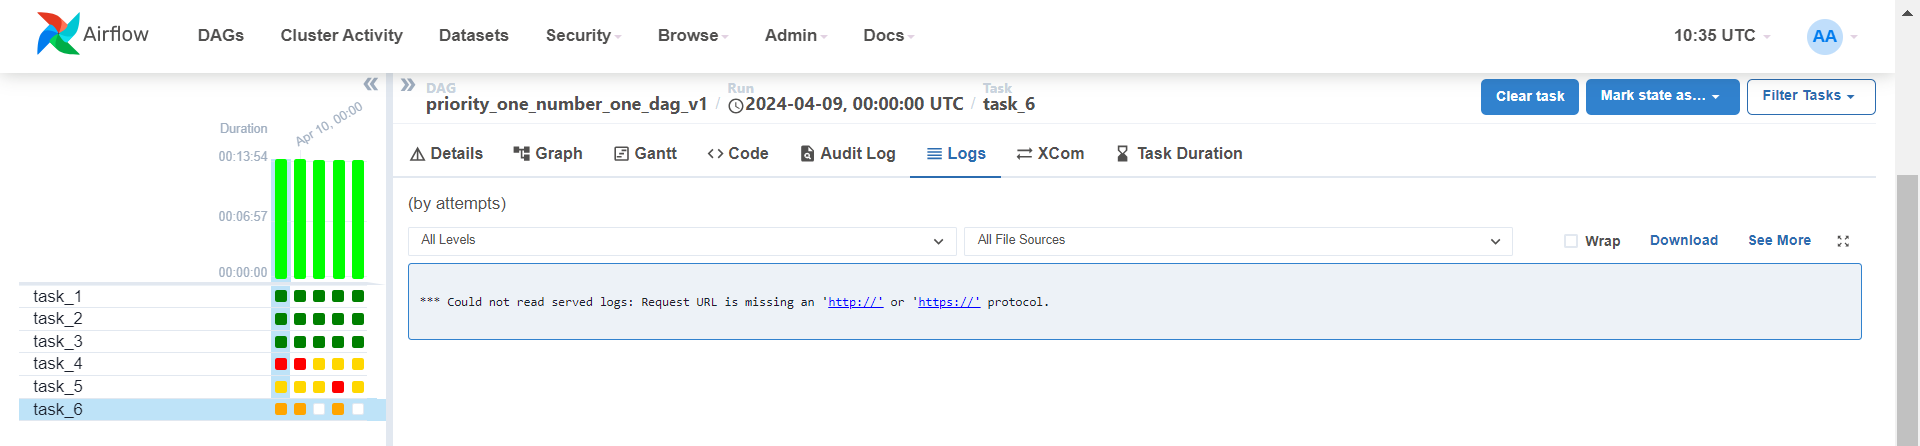 Airflow DAGs Cluster Activity Datasets Security Browse Admin Docs 10:35 UTC AA
DAG Run Task
priority_one_number_one_dag_v1 / 2024-04-09, 00:00:00 UTC / task_6
Clear task Mark state as... Filter Tasks
Apr 10, 00:00
Duration
00:13:54
00:06:57
00:00:00
task_1
task_2
task_3
task_4
task_5
task_6
Details Graph Gantt Code Audit Log Logs XCom Task Duration
(by attempts)
All Levels All File Sources Wrap Download See More
*** Could not read served logs: Request URL is missing an 'http://' or 'https://' protocol.